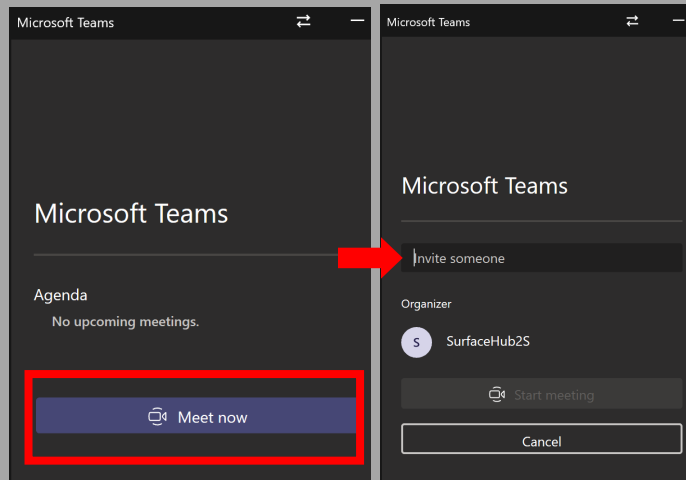 Microsoft Teams
Microsoft Teams
Agenda
No upcoming meetings.
Meet now
Microsoft Teams
Microsoft Teams
Invite someone
Organizer
S SurfaceHub2S
Start meeting
Cancel